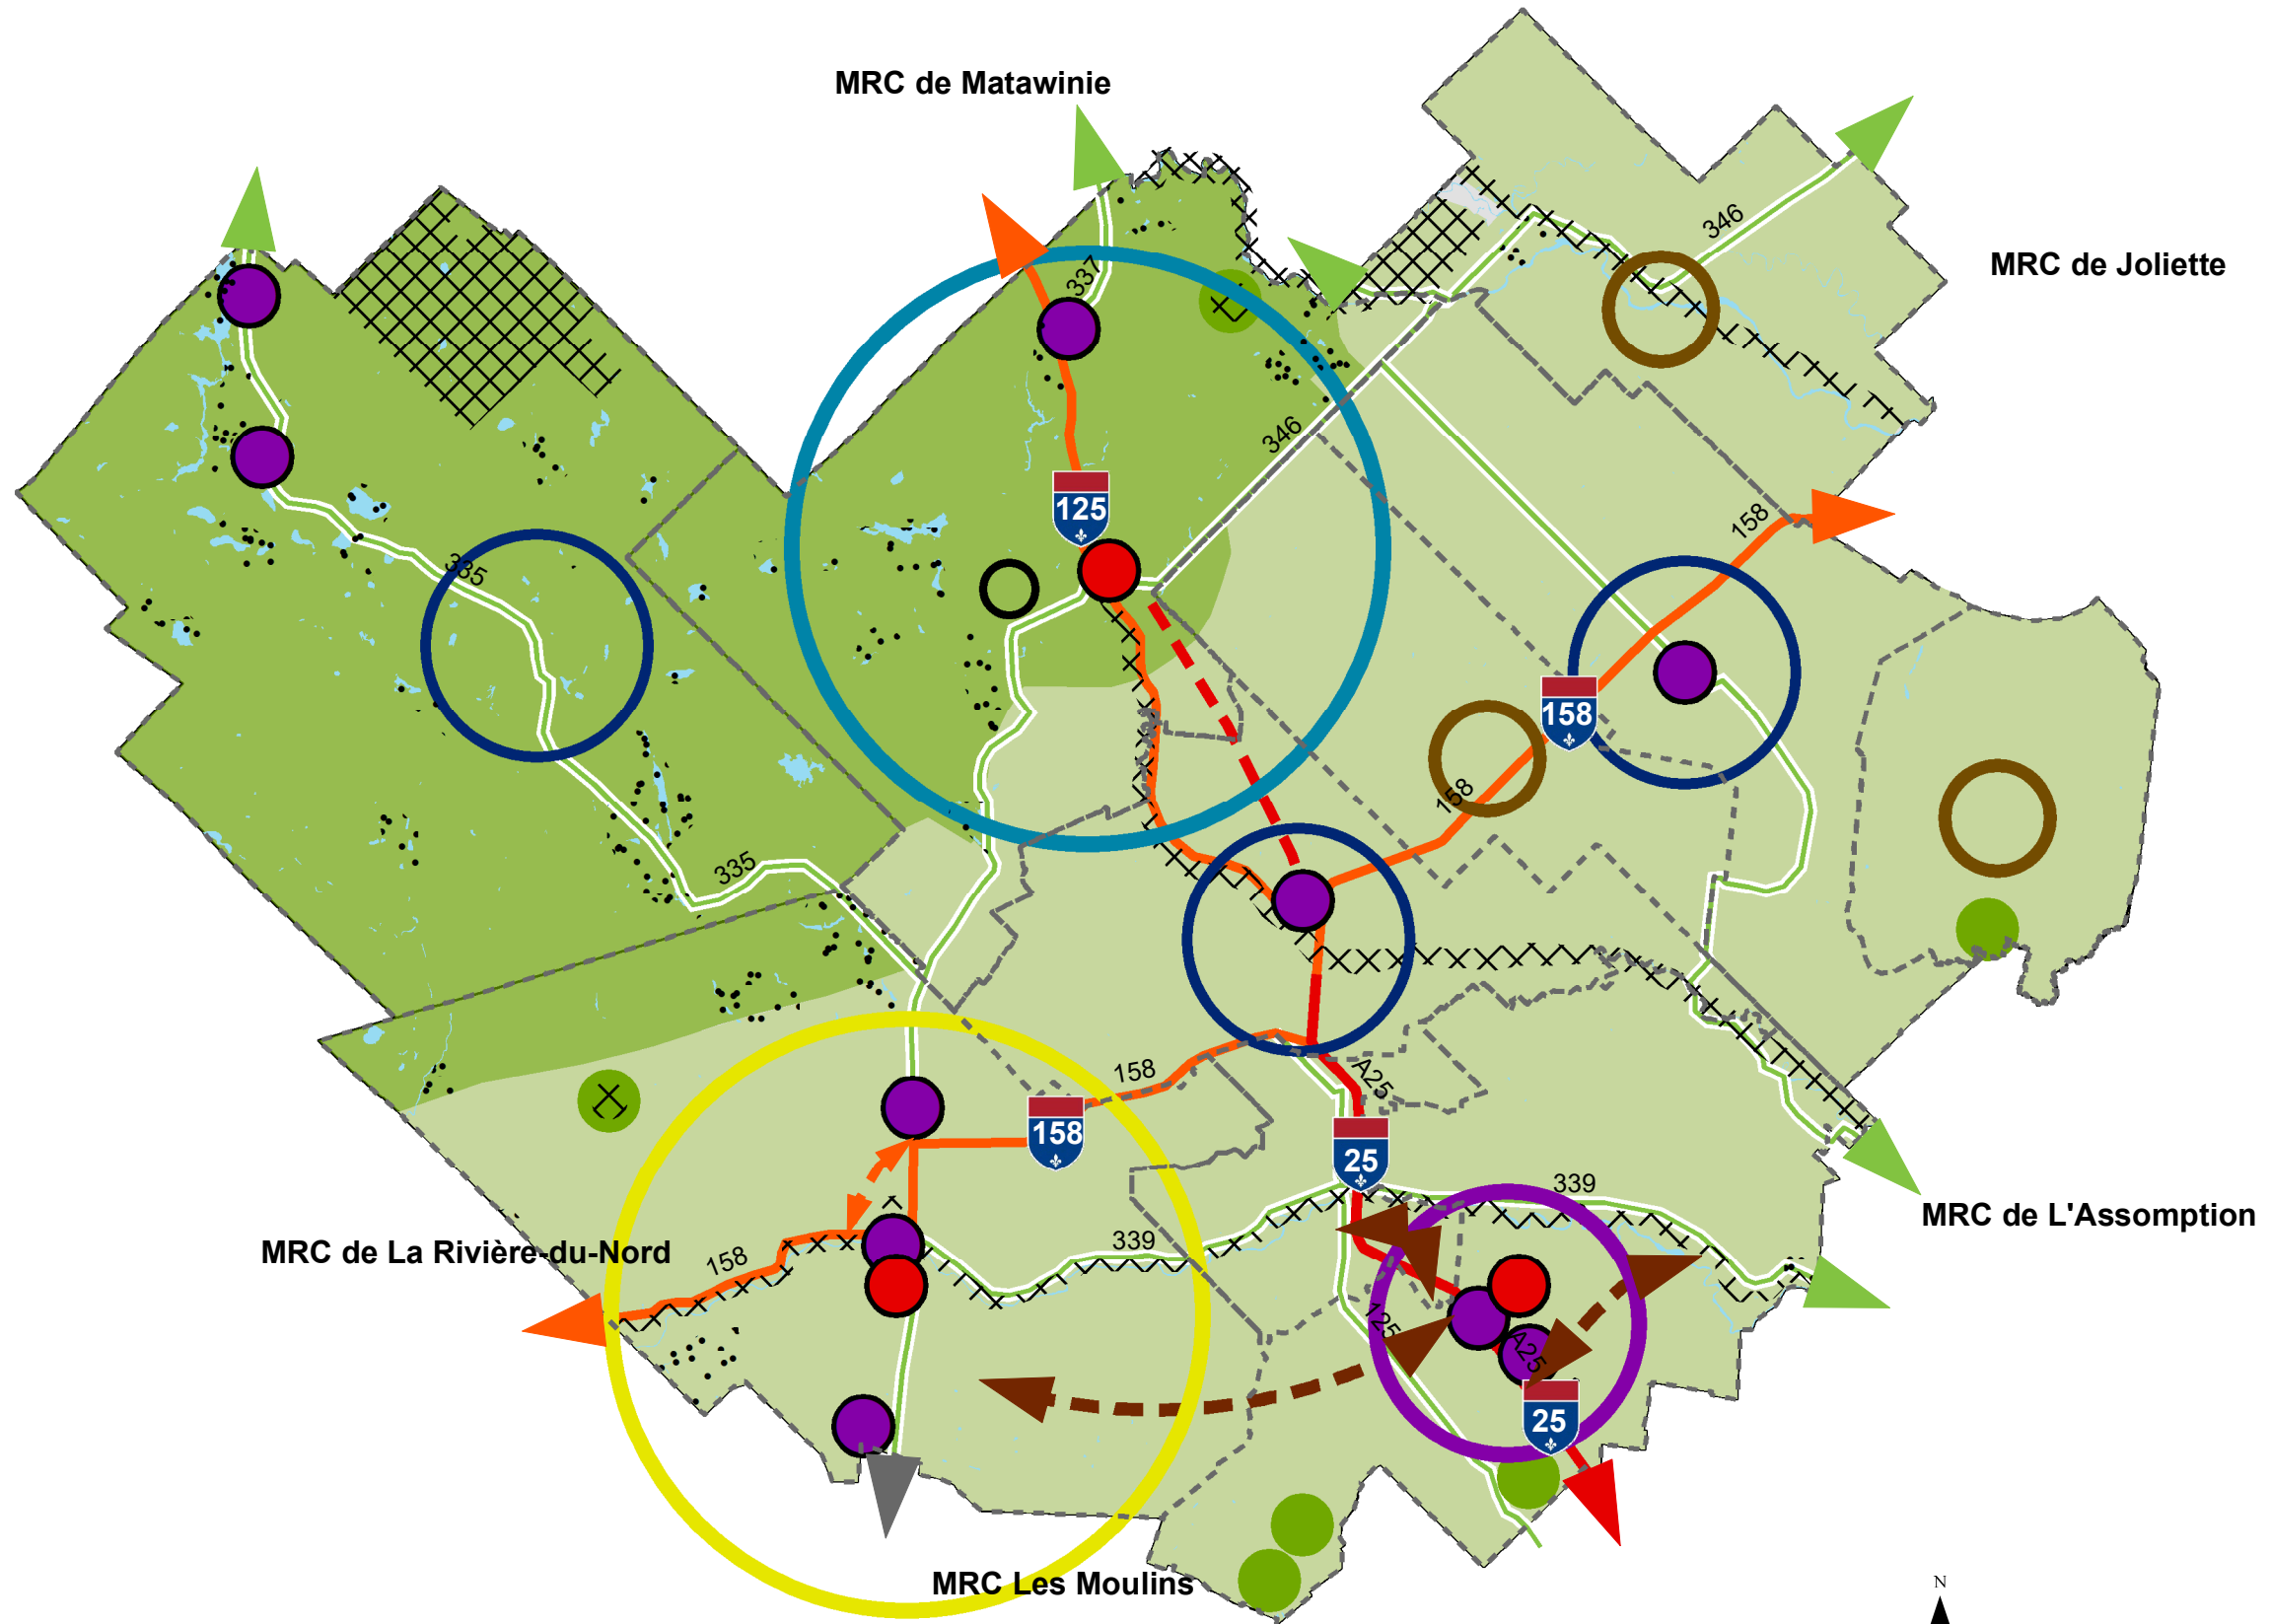 MRC de Matawinie
346
MRC de Joliette
337
346
125
158
335
158
158
335
A25
158
158
25
339
MRC de L'Assomption
339
MRC de La Rivière-du-Nord
158
125
A25
25
MRC Les Moulins
N